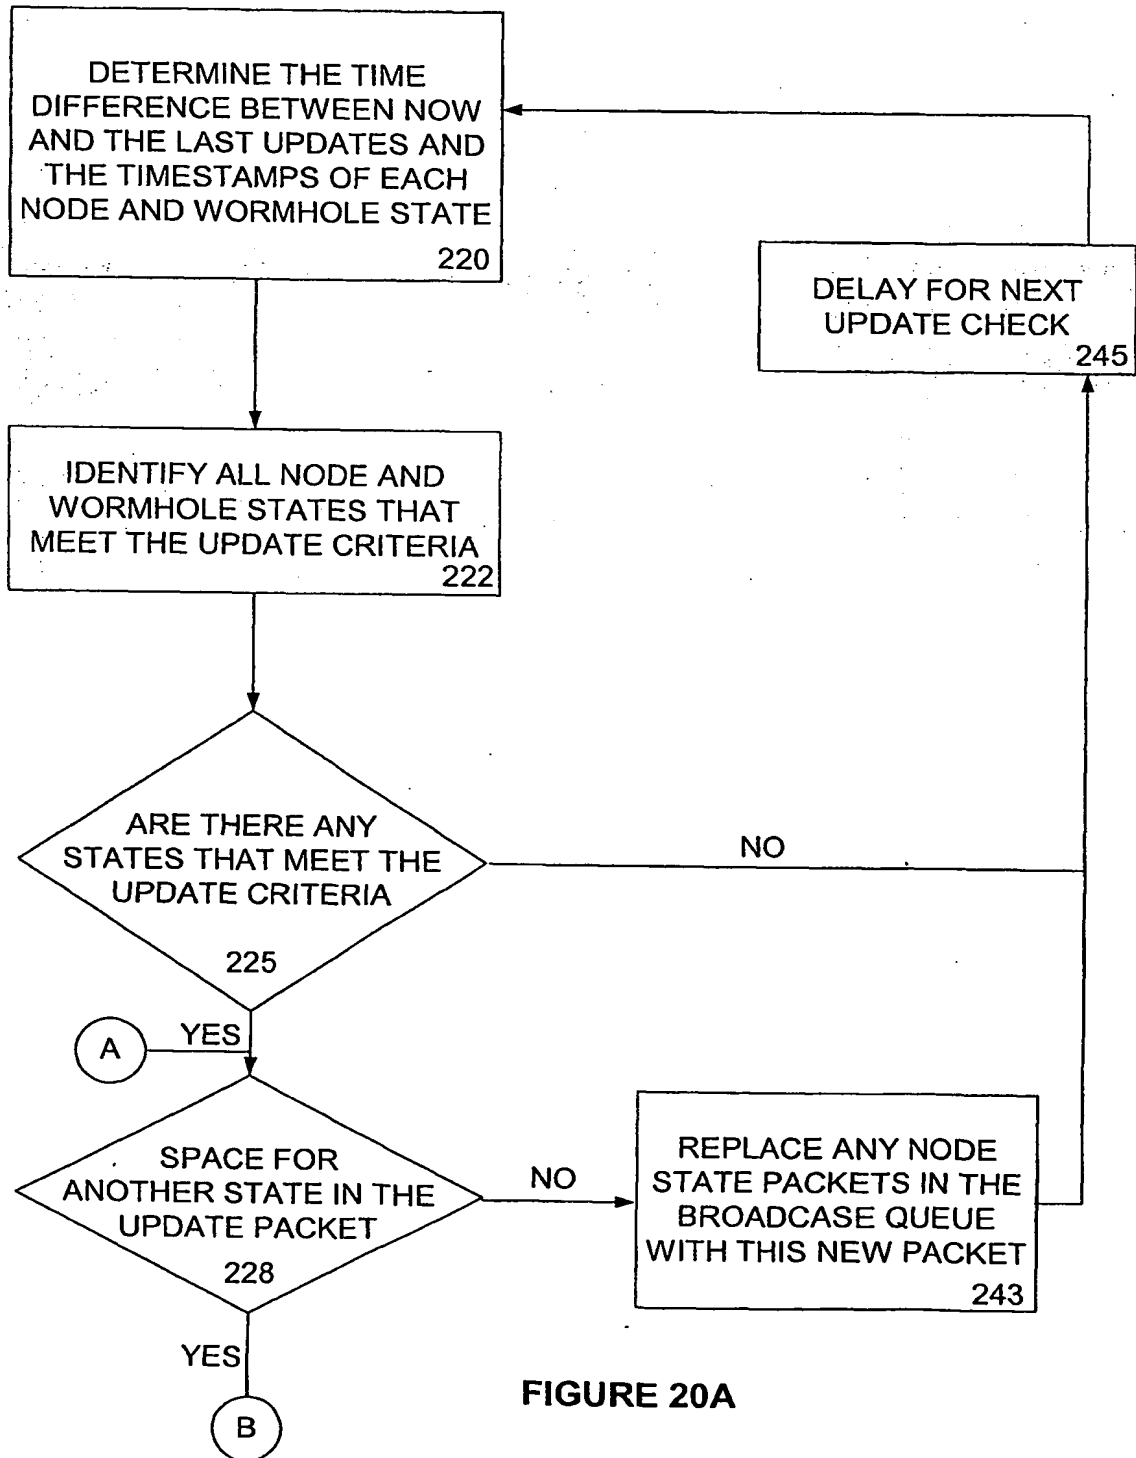 DETERMINE THE TIME
DIFFERENCE BETWEEN NOW
AND THE LAST UPDATES AND
THE TIMESTAMPS OF EACH
NODE AND WORMHOLE STATE
220
DELAY FOR NEXT
UPDATE CHECK
245
IDENTIFY ALL NODE AND
WORMHOLE STATES THAT
MEET THE UPDATE CRITERIA
222
ARE THERE ANY
STATES THAT MEET THE
UPDATE CRITERIA
225
NO
YES
A
SPACE FOR
ANOTHER STATE IN THE
UPDATE PACKET
228
NO
REPLACE ANY NODE
STATE PACKETS IN THE
BROADCASE QUEUE
WITH THIS NEW PACKET
243
YES
B
FIGURE 20A